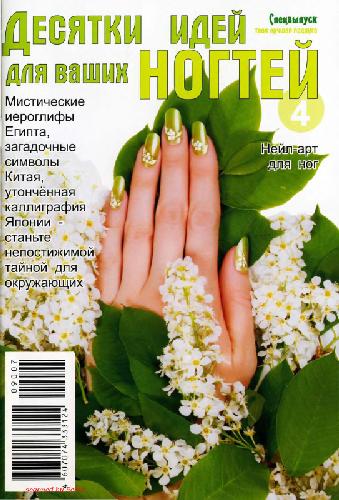 Спецвыпуск
Десятки идей
для ваших
ногтей
4
Мистические
иероглифы
Египта,
загадочные
символы
Китая,
утончённая
каллиграфия
Японии -
станьте
непостижимой
тайной для
окружающих
Нейл-арт
для ног
09007